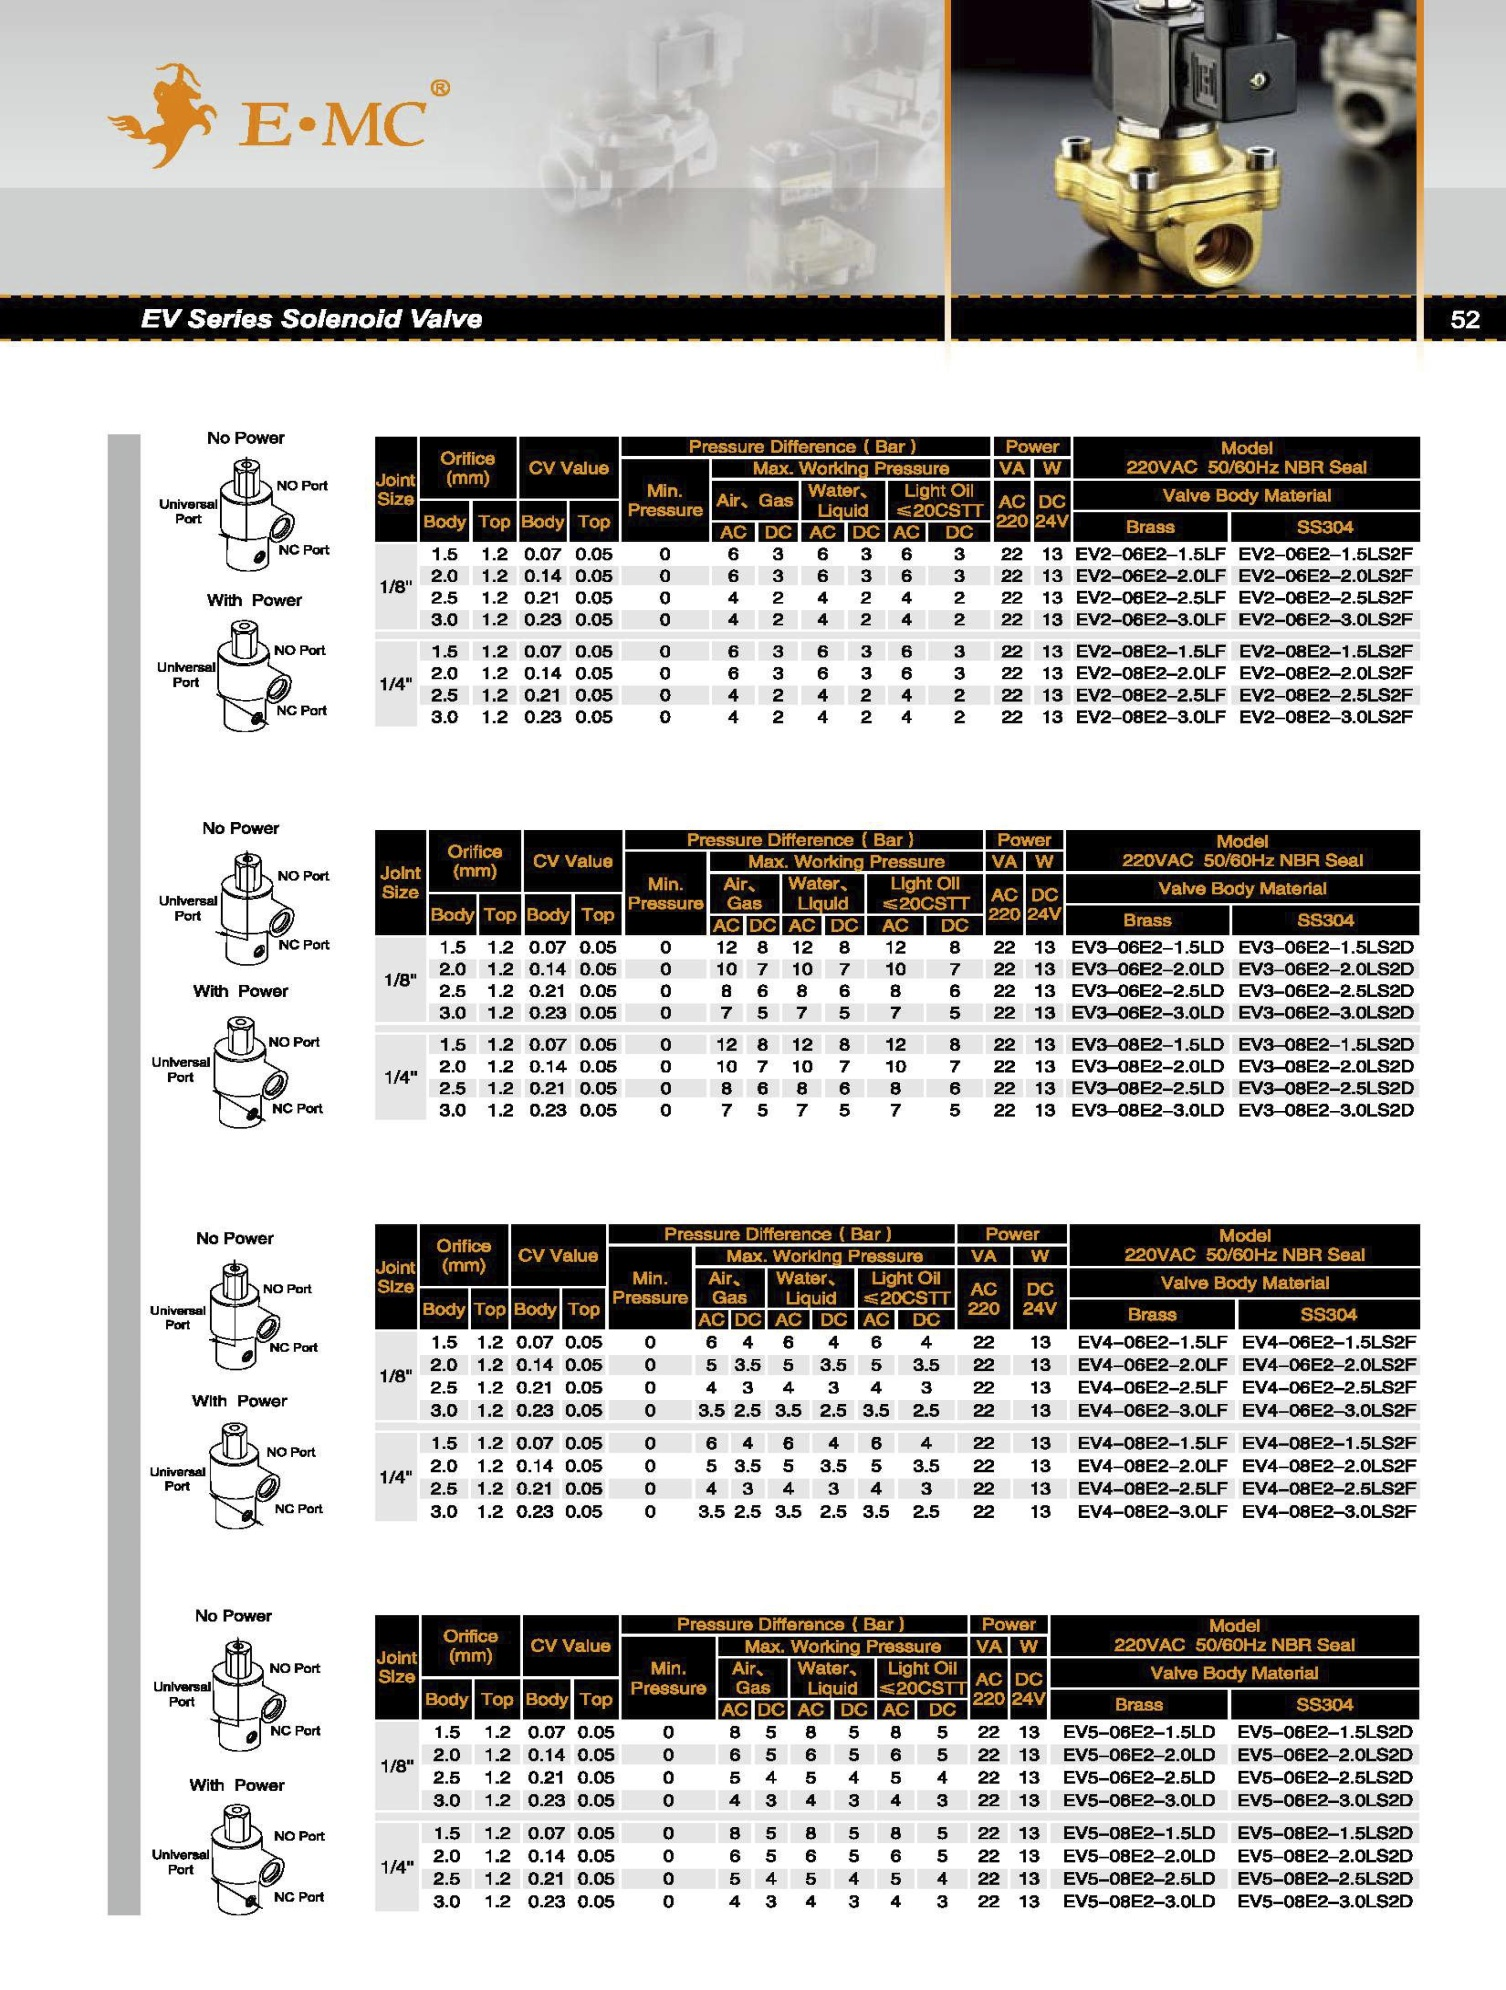 E•MC®
EV Series Solenoid Valve
52
No Power
NO Port
Universal Port
NC Port
With Power
NO Port
Universal Port
NC Port
Joint Size
Orifice (mm)
CV Value
Pressure Difference ( Bar )
Power
Model
220VAC 50/60Hz NBR Seal
Min. Pressure
Max. Working Pressure
VA W
Air、Gas
Water、Liquid
Light Oil ≤20CSTT
AC 220
DC 24V
Valve Body Material
Body Top Body Top
AC DC AC DC AC DC
Brass SS304
1/8"
1.5 1.2 0.07 0.05 0 6 3 6 3 6 3 22 13 EV2-06E2-1.5LF EV2-06E2-1.5LS2F
2.0 1.2 0.14 0.05 0 6 3 6 3 6 3 22 13 EV2-06E2-2.0LF EV2-06E2-2.0LS2F
2.5 1.2 0.21 0.05 0 4 2 4 2 4 2 22 13 EV2-06E2-2.5LF EV2-06E2-2.5LS2F
3.0 1.2 0.23 0.05 0 4 2 4 2 4 2 22 13 EV2-06E2-3.0LF EV2-06E2-3.0LS2F
1/4"
1.5 1.2 0.07 0.05 0 6 3 6 3 6 3 22 13 EV2-08E2-1.5LF EV2-08E2-1.5LS2F
2.0 1.2 0.14 0.05 0 6 3 6 3 6 3 22 13 EV2-08E2-2.0LF EV2-08E2-2.0LS2F
2.5 1.2 0.21 0.05 0 4 2 4 2 4 2 22 13 EV2-08E2-2.5LF EV2-08E2-2.5LS2F
3.0 1.2 0.23 0.05 0 4 2 4 2 4 2 22 13 EV2-08E2-3.0LF EV2-08E2-3.0LS2F
No Power
NO Port
Universal Port
NC Port
With Power
NO Port
Universal Port
NC Port
Joint Size
Orifice (mm)
CV Value
Pressure Difference ( Bar )
Power
Model
220VAC 50/60Hz NBR Seal
Min. Pressure
Max. Working Pressure
VA W
Air、Gas
Water、Liquid
Light Oil ≤20CSTT
AC 220
DC 24V
Valve Body Material
Body Top Body Top
AC DC AC DC AC DC
Brass SS304
1/8"
1.5 1.2 0.07 0.05 0 12 8 12 8 12 8 22 13 EV3-06E2-1.5LD EV3-06E2-1.5LS2D
2.0 1.2 0.14 0.05 0 10 7 10 7 10 7 22 13 EV3-06E2-2.0LD EV3-06E2-2.0LS2D
2.5 1.2 0.21 0.05 0 8 6 8 6 8 6 22 13 EV3-06E2-2.5LD EV3-06E2-2.5LS2D
3.0 1.2 0.23 0.05 0 7 5 7 5 7 5 22 13 EV3-06E2-3.0LD EV3-06E2-3.0LS2D
1/4"
1.5 1.2 0.07 0.05 0 12 8 12 8 12 8 22 13 EV3-08E2-1.5LD EV3-08E2-1.5LS2D
2.0 1.2 0.14 0.05 0 10 7 10 7 10 7 22 13 EV3-08E2-2.0LD EV3-08E2-2.0LS2D
2.5 1.2 0.21 0.05 0 8 6 8 6 8 6 22 13 EV3-08E2-2.5LD EV3-08E2-2.5LS2D
3.0 1.2 0.23 0.05 0 7 5 7 5 7 5 22 13 EV3-08E2-3.0LD EV3-08E2-3.0LS2D
No Power
NO Port
Universal Port
NC Port
With Power
NO Port
Universal Port
NC Port
Joint Size
Orifice (mm)
CV Value
Pressure Difference ( Bar )
Power
Model
220VAC 50/60Hz NBR Seal
Min. Pressure
Max. Working Pressure
VA W
Air、Gas
Water、Liquid
Light Oil ≤20CSTT
AC 220
DC 24V
Valve Body Material
Body Top Body Top
AC DC AC DC AC DC
Brass SS304
1/8"
1.5 1.2 0.07 0.05 0 6 4 6 4 6 4 22 13 EV4-06E2-1.5LF EV4-06E2-1.5LS2F
2.0 1.2 0.14 0.05 0 5 3.5 5 3.5 5 3.5 22 13 EV4-06E2-2.0LF EV4-06E2-2.0LS2F
2.5 1.2 0.21 0.05 0 4 3 4 3 4 3 22 13 EV4-06E2-2.5LF EV4-06E2-2.5LS2F
3.0 1.2 0.23 0.05 0 3.5 2.5 3.5 2.5 3.5 2.5 22 13 EV4-06E2-3.0LF EV4-06E2-3.0LS2F
1/4"
1.5 1.2 0.07 0.05 0 6 4 6 4 6 4 22 13 EV4-08E2-1.5LF EV4-08E2-1.5LS2F
2.0 1.2 0.14 0.05 0 5 3.5 5 3.5 5 3.5 22 13 EV4-08E2-2.0LF EV4-08E2-2.0LS2F
2.5 1.2 0.21 0.05 0 4 3 4 3 4 3 22 13 EV4-08E2-2.5LF EV4-08E2-2.5LS2F
3.0 1.2 0.23 0.05 0 3.5 2.5 3.5 2.5 3.5 2.5 22 13 EV4-08E2-3.0LF EV4-08E2-3.0LS2F
No Power
NO Port
Universal Port
NC Port
With Power
NO Port
Universal Port
NC Port
Joint Size
Orifice (mm)
CV Value
Pressure Difference ( Bar )
Power
Model
220VAC 50/60Hz NBR Seal
Min. Pressure
Max. Working Pressure
VA W
Air、Gas
Water、Liquid
Light Oil ≤20CSTT
AC 220
DC 24V
Valve Body Material
Body Top Body Top
AC DC AC DC AC DC
Brass SS304
1/8"
1.5 1.2 0.07 0.05 0 8 5 8 5 8 5 22 13 EV5-06E2-1.5LD EV5-06E2-1.5LS2D
2.0 1.2 0.14 0.05 0 6 5 6 5 6 5 22 13 EV5-06E2-2.0LD EV5-06E2-2.0LS2D
2.5 1.2 0.21 0.05 0 5 4 5 4 5 4 22 13 EV5-06E2-2.5LD EV5-06E2-2.5LS2D
3.0 1.2 0.23 0.05 0 4 3 4 3 4 3 22 13 EV5-06E2-3.0LD EV5-06E2-3.0LS2D
1/4"
1.5 1.2 0.07 0.05 0 8 5 8 5 8 5 22 13 EV5-08E2-1.5LD EV5-08E2-1.5LS2D
2.0 1.2 0.14 0.05 0 6 5 6 5 6 5 22 13 EV5-08E2-2.0LD EV5-08E2-2.0LS2D
2.5 1.2 0.21 0.05 0 5 4 5 4 5 4 22 13 EV5-08E2-2.5LD EV5-08E2-2.5LS2D
3.0 1.2 0.23 0.05 0 4 3 4 3 4 3 22 13 EV5-08E2-3.0LD EV5-08E2-3.0LS2D